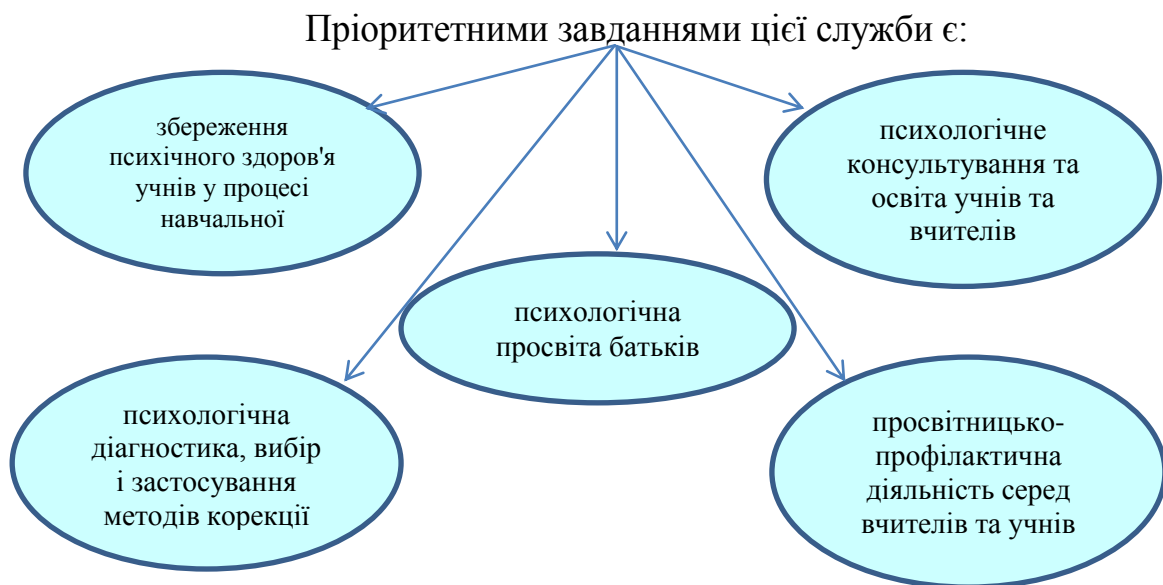 Пріоритетними завданнями цієї служби є:
збереження
психічного здоров'я
учнів у процесі
навчальної
психологічне
консультування та
освіта учнів та
вчителів
психологічна
просвіта батьків
психологічна
діагностика, вибір
і застосування
методів корекції
просвітницько-
профілактична
діяльність серед
вчителів та учнів